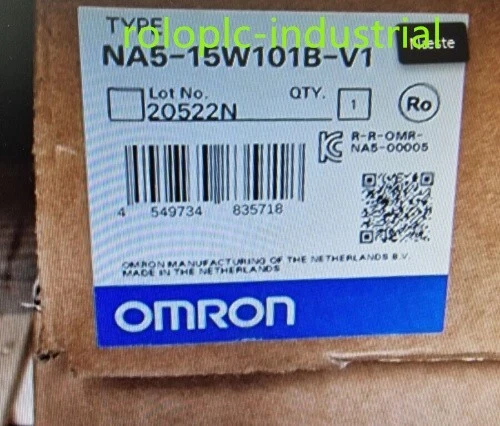 TYPE
roloplc-industrial
Næste
NA5-15W101B-V1
Lot No.
QTY.
20522N
1
Ro
R-R-OMR-
NA5-00005
4 549734 835718
OMRON MANUFACTURING OF THE NETHERLANDS B.V.
MADE IN THE NETHERLANDS
OMRON